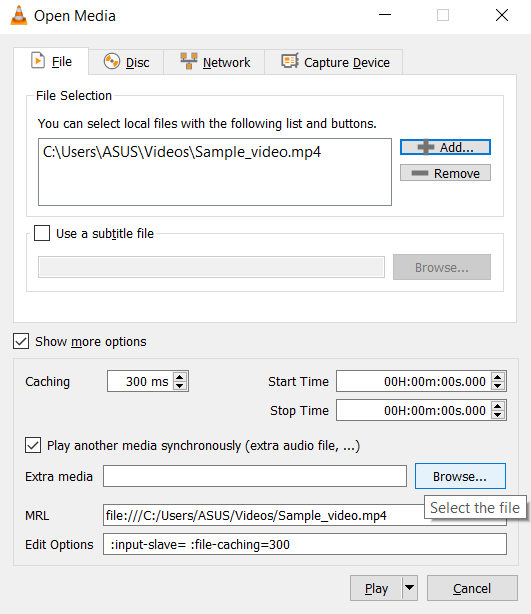 Open Media
File Disc Network Capture Device
File Selection
You can select local files with the following list and buttons.
C:\Users\ASUS\Videos\Sample_video.mp4
Add...
Remove
Use a subtitle file
Browse...
Show more options
Caching 300 ms Start Time 00H:00m:00s.000
Stop Time 00H:00m:00s.000
Play another media synchronously (extra audio file, ...)
Extra media Browse...
Select the file
MRL file:///C:/Users/ASUS/Videos/Sample_video.mp4
Edit Options :input-slave= :file-caching=300
Play Cancel